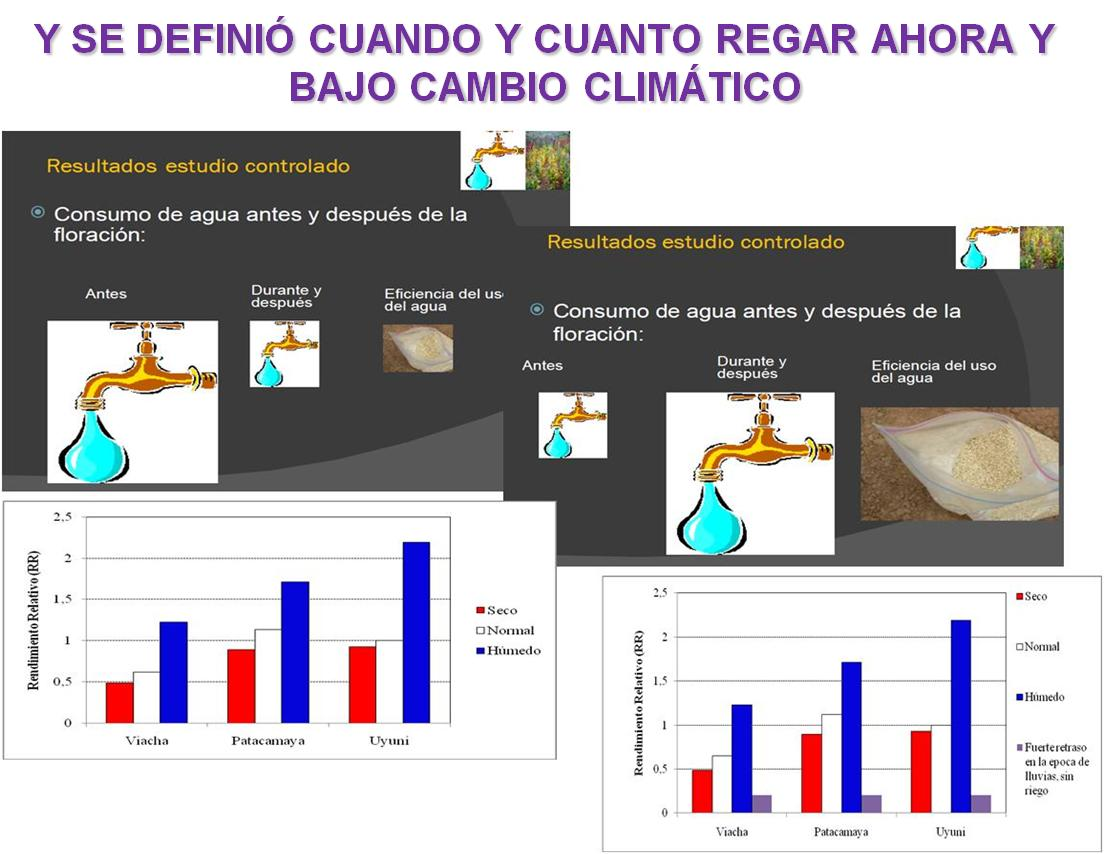 Y SE DEFINIÓ CUANDO Y CUANTO REGAR AHORA Y
BAJO CAMBIO CLIMÁTICO
Resultados estudio controlado
Consumo de agua antes y después de la
floración:
Antes
Durante y
después
Eficiencia del us
del agua
Resultados estudio controlado
Consumo de agua antes y después de la
floración:
Antes
Durante y
después
Eficiencia del uso
del agua
Rendimiento Relativo (RR)
2,5
2
1,5
1
0,5
0
Viacha
Patacamaya
Uyuni
Seco
Normal
Húmedo
Rendimiento Relativo (RR)
2,5
2
1,5
1
0,5
0
Viacha
Patacamaya
Uyuni
Seco
Normal
Húmedo
Fuerte retraso
en la epoca de
lluvias, sin
riego